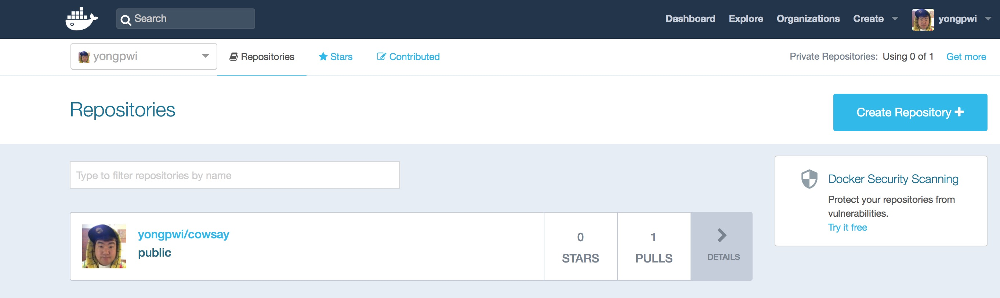 Search
Dashboard Explore Organizations Create yongpwi
yongpwi Repositories Stars Contributed Private Repositories: Using 0 of 1 Get more
Repositories
Create Repository
Type to filter repositories by name
yongpwi/cowsay
public
0
STARS
1
PULLS
DETAILS
Docker Security Scanning
Protect your repositories from
vulnerabilities.
Try it free